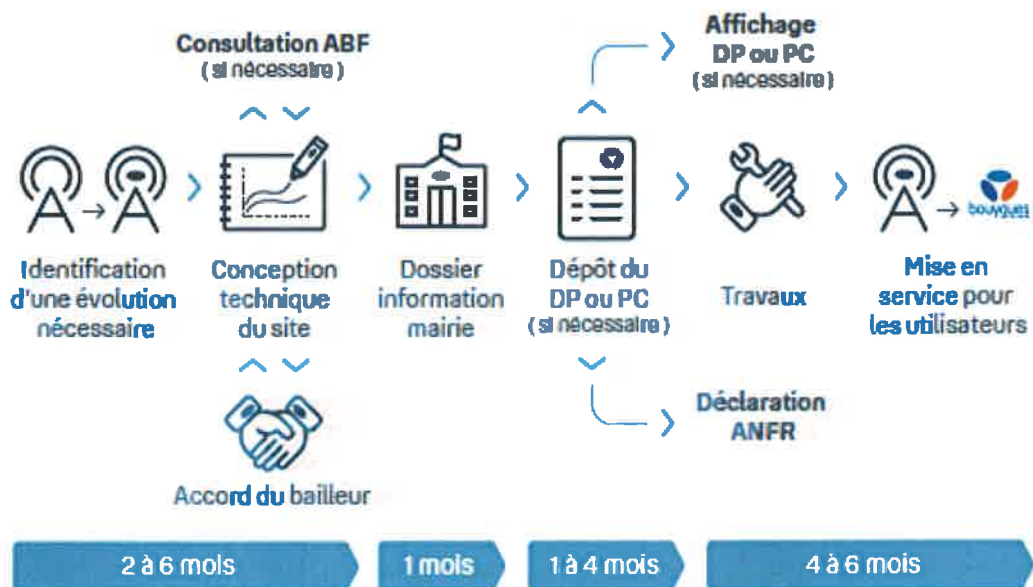 Consultation ABF
(si nécessaire)
Affichage
DP ou PC
(si nécessaire)
bouygues
Identification
d'une évolution
nécessaire
Conception
technique
du site
Dossier
information
mairie
Dépôt du
DP ou PC
(si nécessaire)
Travaux
Mise en
service pour
les utilisateurs
Accord du bailleur
Déclaration
ANFR
2 à 6 mois
1 mois
1 à 4 mois
4 à 6 mois